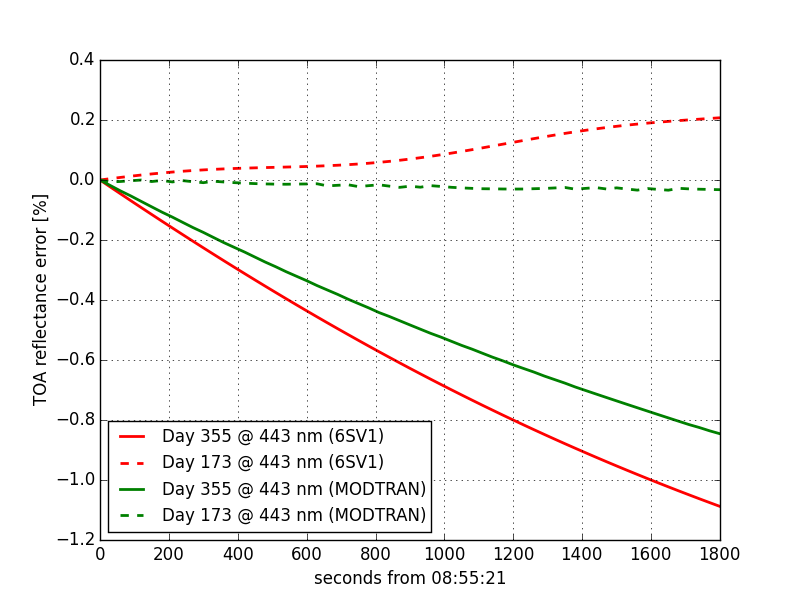 0.4
0.2
0.0
−0.2
−0.4
−0.6
−0.8
−1.0
−1.2
TOA reflectance error [%]
Day 355 @ 443 nm (6SV1)
Day 173 @ 443 nm (6SV1)
Day 355 @ 443 nm (MODTRAN)
Day 173 @ 443 nm (MODTRAN)
0 200 400 600 800 1000 1200 1400 1600 1800
seconds from 08:55:21